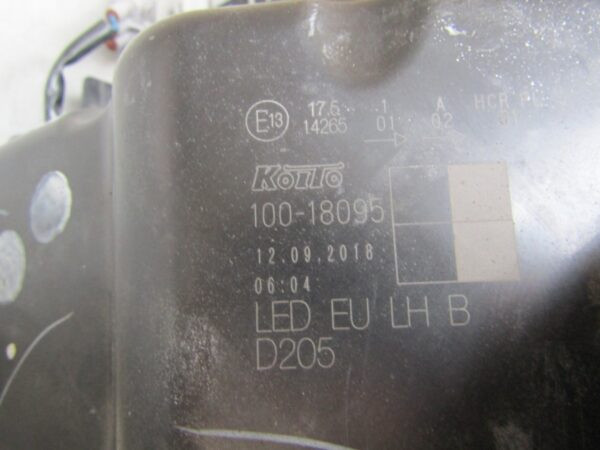 E13 17.5 1 A HCR PL
14265 01 02 01
KOITO
100-18095
12.09.2018
06:04
LED EU LH B
D205